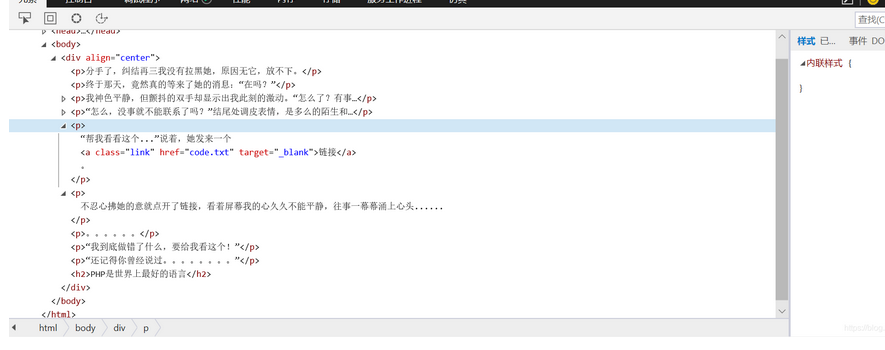 查找(C
样式 已... 事件 DO
<head>…</head>
<body>
内联样式 {
<div align="center">
<p>分手了，纠结再三我没有拉黑她，原因无它，放不下。</p>
<p>终于那天，竟然真的等来了她的消息：“在吗？”</p>
}
<p>我神色平静，但颤抖的双手却显示出我此刻的激动。“怎么了？有事…</p>
<p>“怎么，没事就不能联系了吗？”结尾处调皮表情，是多么的陌生和…</p>
<p>
“帮我看看这个...”说着，她发来一个
<a class="link" href="code.txt" target="_blank">链接</a>
。
</p>
<p>
不忍心拂她的意就点开了链接，看着屏幕我的心久久不能平静，往事一幕幕涌上心头......
</p>
<p>。。。。。。</p>
<p>“我到底做错了什么，要给我看这个！”</p>
<p>“还记得你曾经说过。。。。。。。。”</p>
<h2>PHP是世界上最好的语言</h2>
</div>
</body>
</html>
html body div p